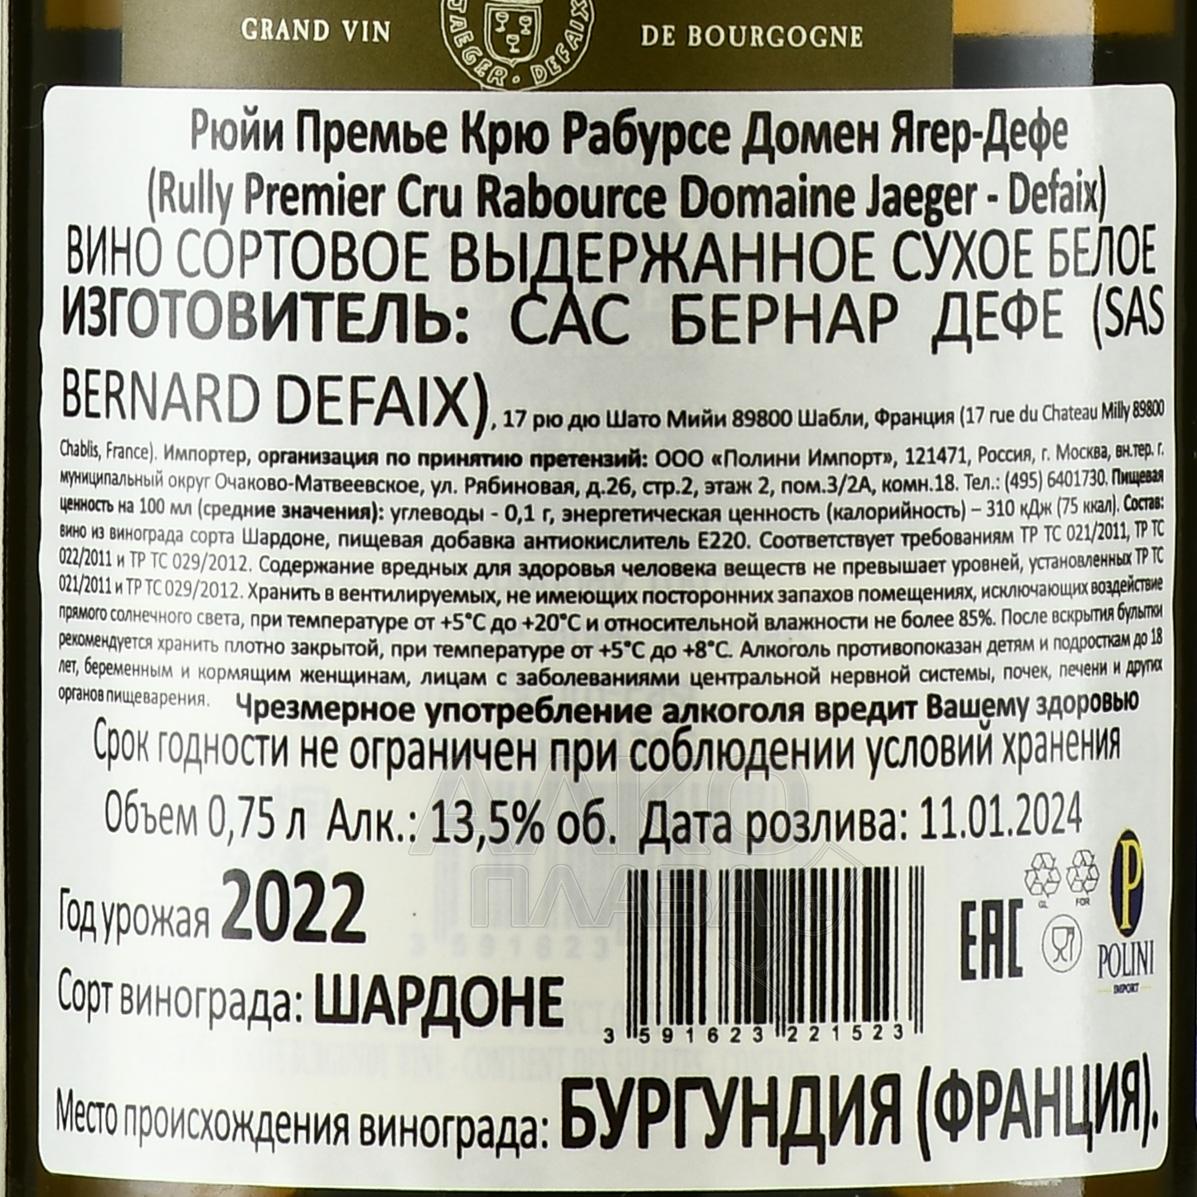 GRAND VIN
DE BOURGOGNE
JAEGER · DEFAIX
Рюйи Премье Крю Рабурсе Домен Ягер-Дефе
(Rully Premier Cru Rabource Domaine Jaeger - Defaix)
ВИНО СОРТОВОЕ ВЫДЕРЖАННОЕ СУХОЕ БЕЛОЕ
ИЗГОТОВИТЕЛЬ: САС БЕРНАР ДЕФЕ (SAS
BERNARD DEFAIX), 17 рю дю Шато Мийи 89800 Шабли, Франция (17 rue du Chateau Milly 89800
Chablis, France). Импортер, организация по принятию претензий: ООО «Полини Импорт», 121471, Россия, г. Москва, вн.тер. г.
муниципальный округ Очаково-Матвеевское, ул. Рябиновая, д.26, стр.2, этаж 2, пом.3/2А, комн.18. Тел.: (495) 6401730. Пищевая
ценность на 100 мл (средние значения): углеводы - 0,1 г, энергетическая ценность (калорийность) – 310 кДж (75 ккал). Состав:
вино из винограда сорта Шардоне, пищевая добавка антиокислитель Е220. Соответствует требованиям ТР ТС 021/2011, ТР ТС
022/2011 и ТР ТС 029/2012. Содержание вредных для здоровья человека веществ не превышает уровней, установленных ТР ТС
021/2011 и ТР ТС 029/2012. Хранить в вентилируемых, не имеющих посторонних запахов помещениях, исключающих воздействие
прямого солнечного света, при температуре от +5°С до +20°С и относительной влажности не более 85%. После вскрытия бутылки
рекомендуется хранить плотно закрытой, при температуре от +5°С до +8°С. Алкоголь противопоказан детям и подросткам до 18
лет, беременным и кормящим женщинам, лицам с заболеваниями центральной нервной системы, почек, печени и других
органов пищеварения. Чрезмерное употребление алкоголя вредит Вашему здоровью
Срок годности не ограничен при соблюдении условий хранения
Объем 0,75 л Алк.: 13,5% об. Дата розлива: 11.01.2024
АЛКО
ПЛАЗА
Год урожая 2022
Сорт винограда: ШАРДОНЕ
3 591623 221523
EAC
GL
FOR
P
POLINI
IMPORT
Место происхождения винограда: БУРГУНДИЯ (ФРАНЦИЯ).